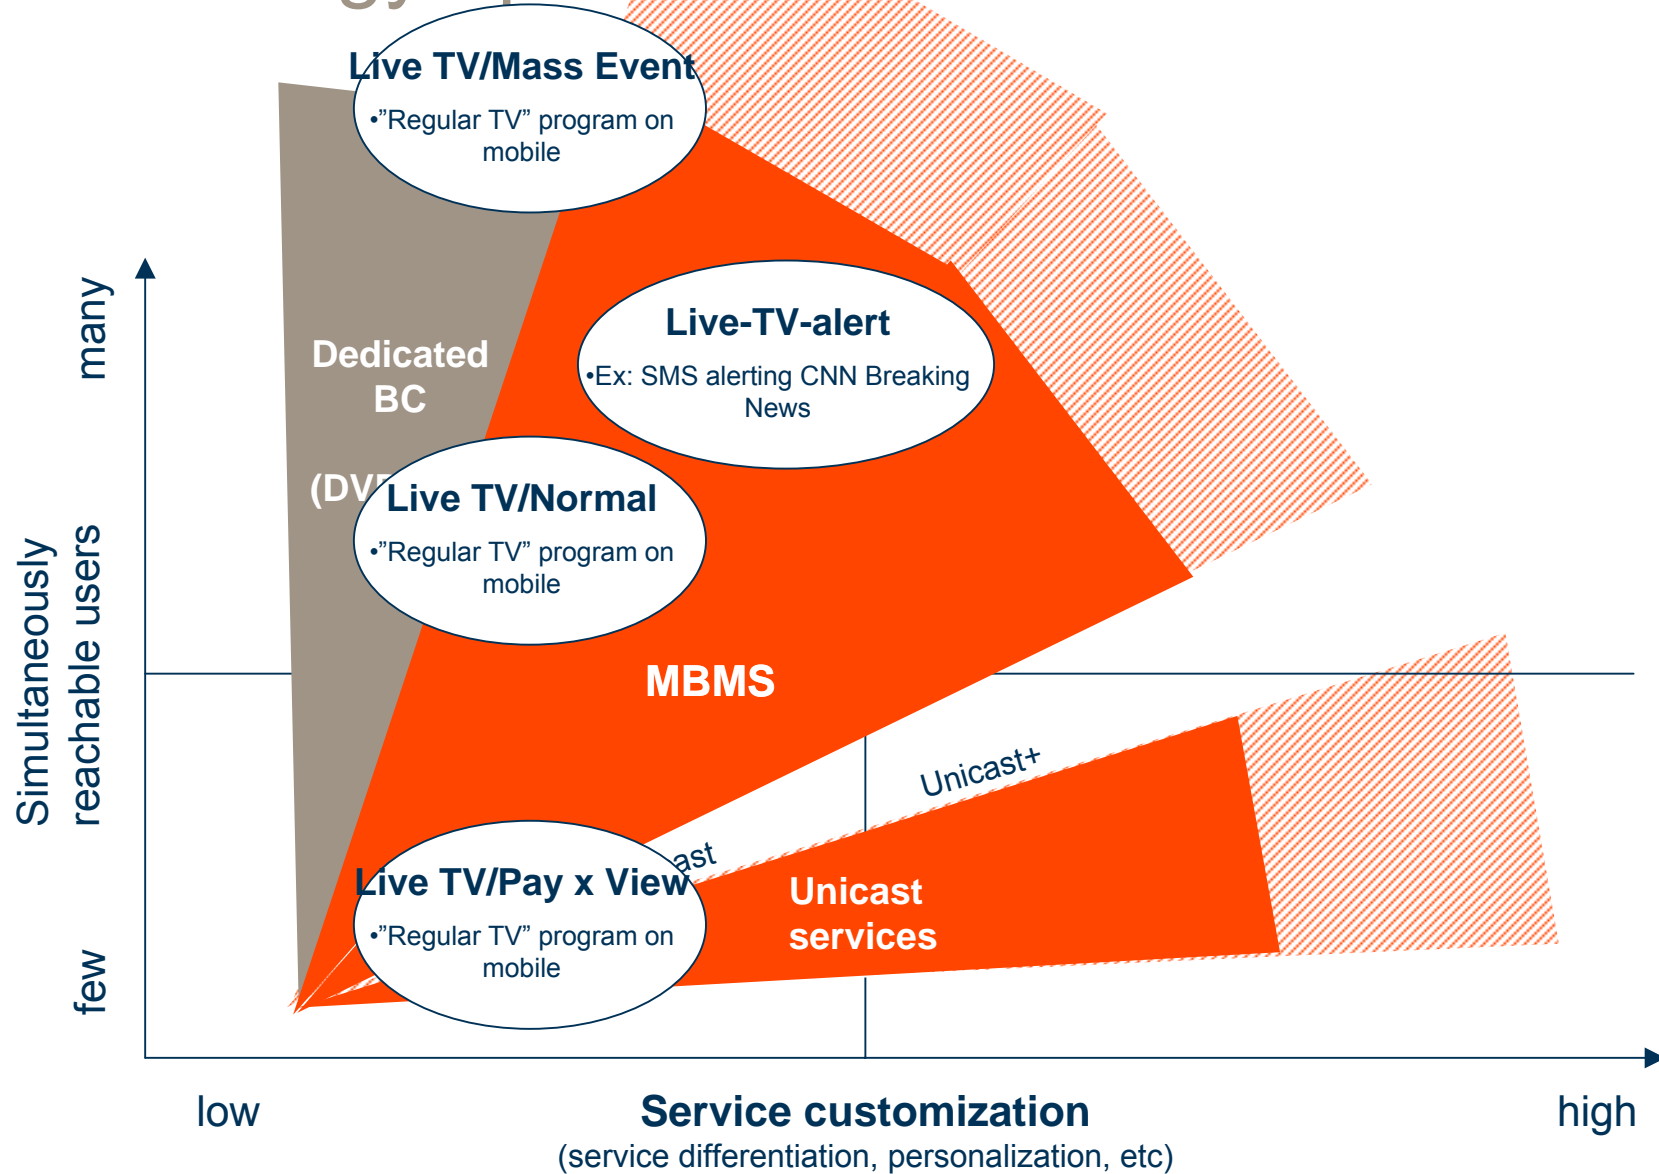 Live TV/Mass Event
•”Regular TV” program on
mobile
many
Dedicated
BC
Live-TV-alert
•Ex: SMS alerting CNN Breaking
News
Live TV/Normal
•”Regular TV” program on
mobile
Simultaneously
reachable users
MBMS
Unicast+
Live TV/Pay x View
•”Regular TV” program on
mobile
Unicast
services
few
low
Service customization
high
(service differentiation, personalization, etc)